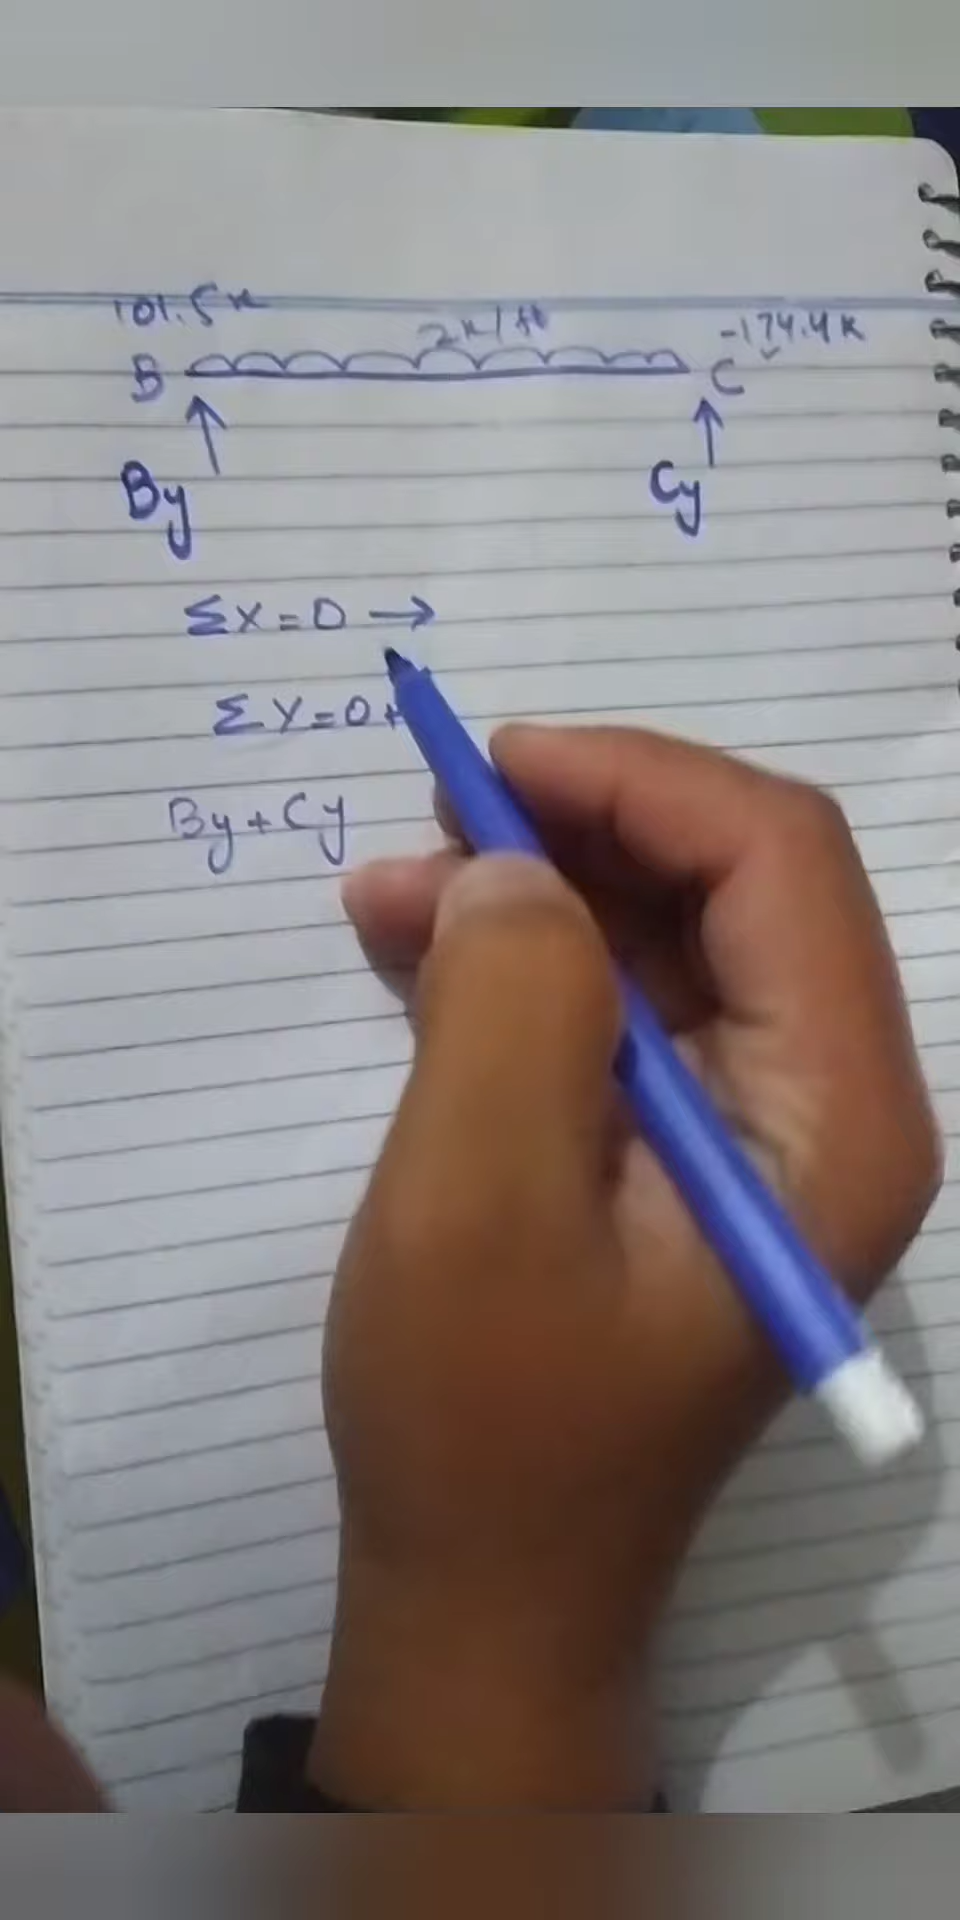 101.5k
2k/ft
-174.4k
B
C
By
Cy
ΣX=0 →
ΣY=0+
By+Cy